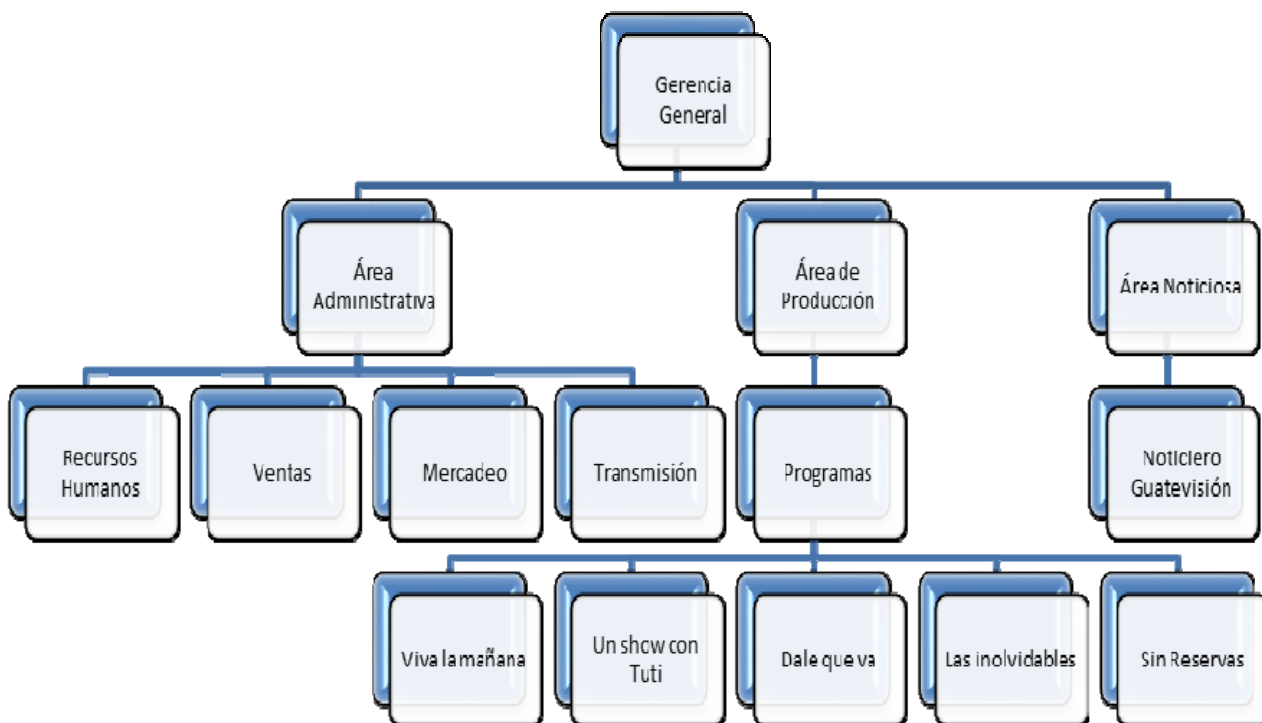 Gerencia
General
Área
Administrativa
Área de
Producción
Área Noticiosa
Recursos
Humanos
Ventas
Mercadeo
Transmisión
Programas
Noticiero
Guatevisión
Viva la mañana
Un show con
Tuti
Dale que va
Las inolvidables
Sin Reservas